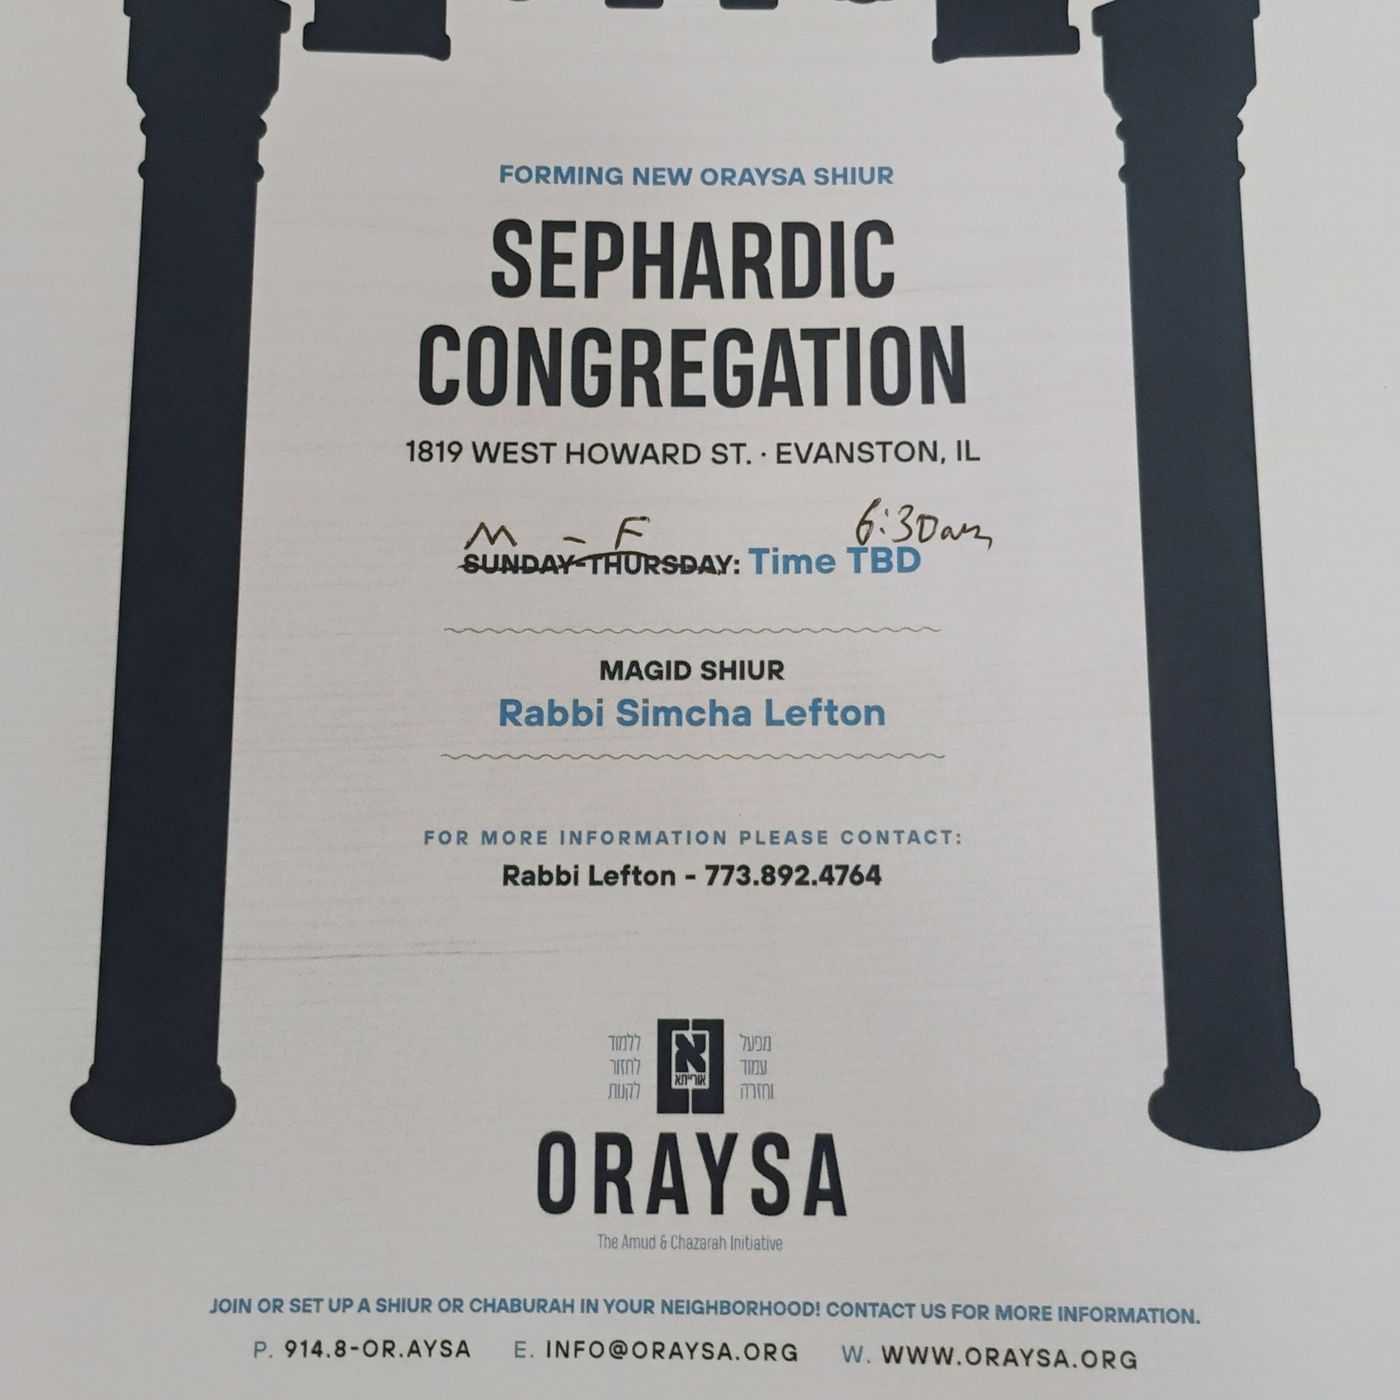 FORMING NEW ORAYSA SHIUR
SEPHARDIC
CONGREGATION
1819 WEST HOWARD ST. · EVANSTON, IL
M - F 6:30am
SUNDAY-THURSDAY: Time TBD
MAGID SHIUR
Rabbi Simcha Lefton
FOR MORE INFORMATION PLEASE CONTACT:
Rabbi Lefton - 773.892.4764
מפעל
עמוד
וחזרה
א
אורייתא
ללמוד
לחזור
לקנות
ORAYSA
The Amud & Chazarah Initiative
JOIN OR SET UP A SHIUR OR CHABURAH IN YOUR NEIGHBORHOOD! CONTACT US FOR MORE INFORMATION.
P. 914.8-OR.AYSA E. INFO@ORAYSA.ORG W. WWW.ORAYSA.ORG